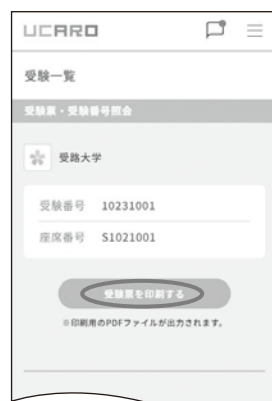 UCARO
受験一覧
受験票・受験番号照会
受路大学
受験番号 10231001
座席番号 S1021001
受験票を印刷する
※印刷用のPDFファイルが出力されます。